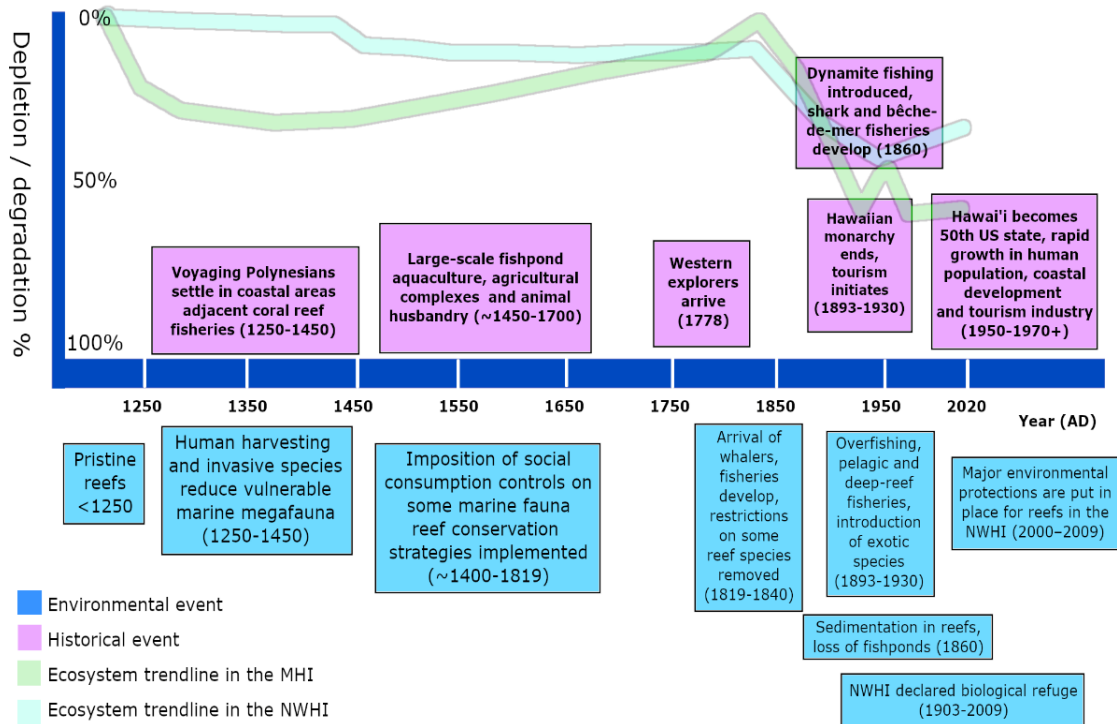 Depletion / degradation %
0%
50%
100%
Dynamite fishing
introduced,
shark and bêche-
de-mer fisheries
develop (1860)
Voyaging Polynesians
settle in coastal areas
adjacent coral reef
fisheries (1250-1450)
Large-scale fishpond
aquaculture, agricultural
complexes and animal
husbandry (~1450-1700)
Western
explorers
arrive
(1778)
Hawaiian
monarchy
ends,
tourism
initiates
(1893-1930)
Hawai'i becomes
50th US state, rapid
growth in human
population, coastal
development
and tourism industry
(1950-1970+)
1250 1350 1450 1550 1650 1750 1850 1950 2020
Year (AD)
Pristine
reefs
<1250
Human harvesting
and invasive species
reduce vulnerable
marine megafauna
(1250-1450)
Imposition of social
consumption controls on
some marine fauna
reef conservation
strategies implemented
(~1400-1819)
Arrival of
whalers,
fisheries
develop,
restrictions
on some
reef species
removed
(1819-1840)
Overfishing,
pelagic and
deep-reef
fisheries,
introduction
of exotic
species
(1893-1930)
Major environmental
protections are put in
place for reefs in the
NWHI (2000–2009)
Sedimentation in reefs,
loss of fishponds (1860)
NWHI declared biological refuge
(1903-2009)
Environmental event
Historical event
Ecosystem trendline in the MHI
Ecosystem trendline in the NWHI